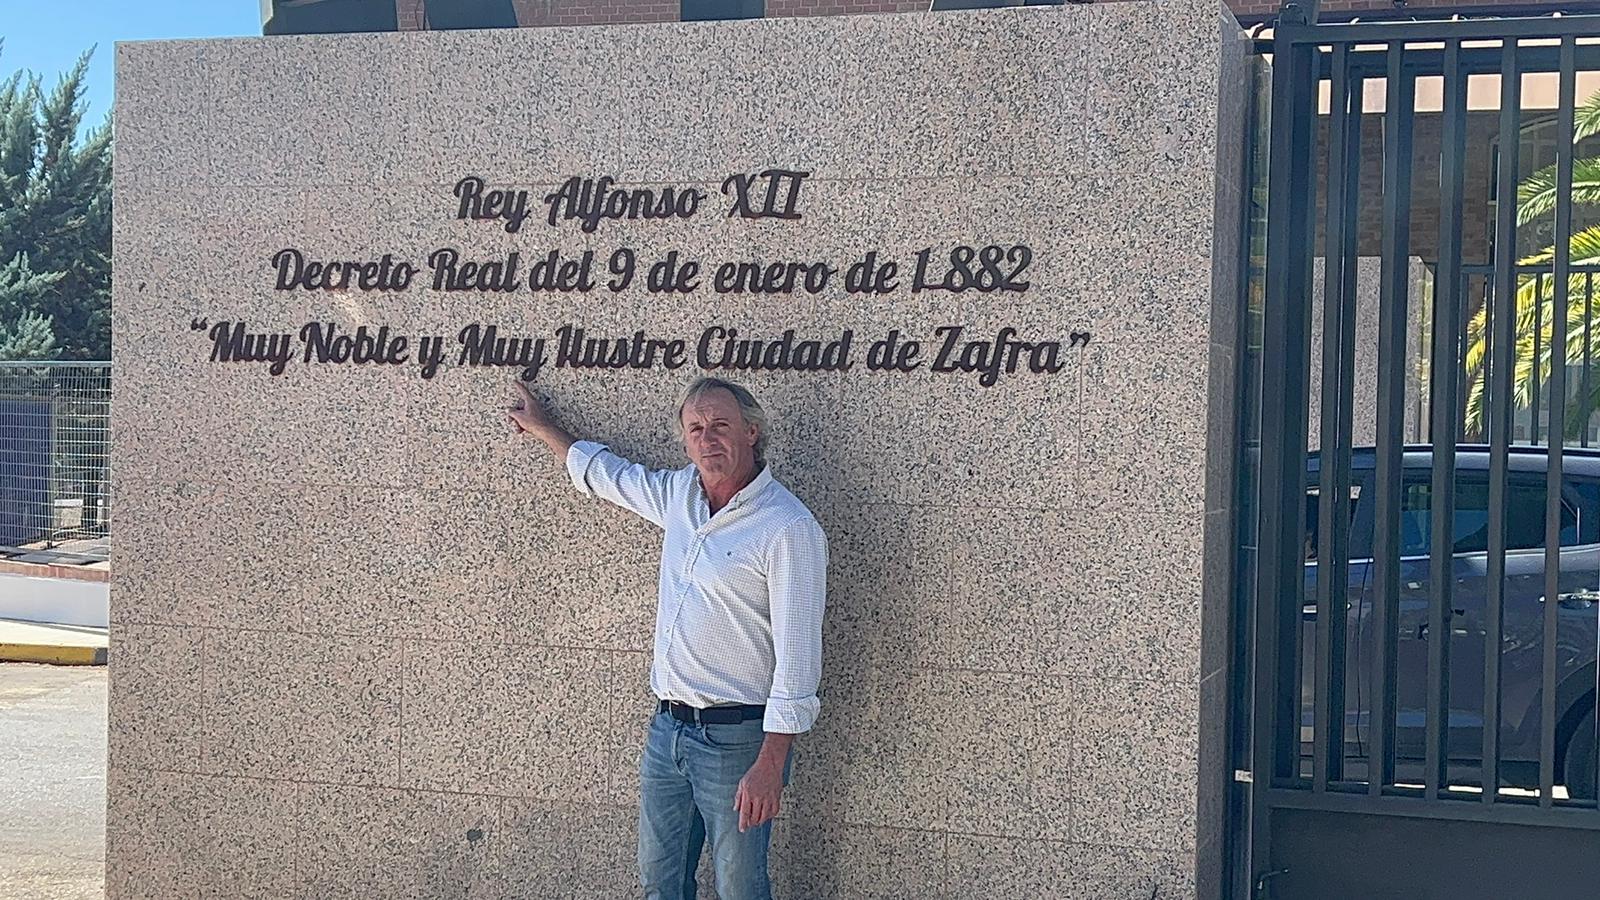 Rey Alfonso XII
Decreto Real del 9 de enero de 1.882
“Muy Noble y Muy Ilustre Ciudad de Zafra”